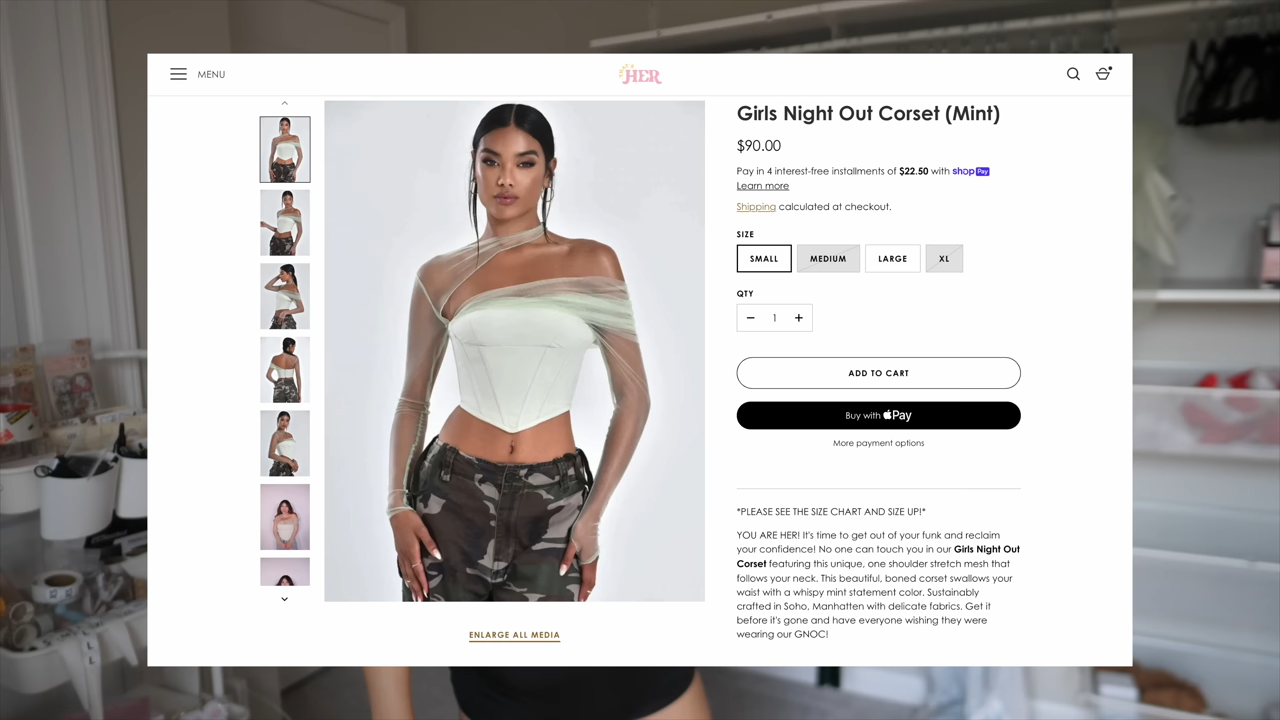 MENU
HER
Girls Night Out Corset (Mint)
$90.00
Pay in 4 interest-free installments of $22.50 with shop Pay
Learn more
Shipping calculated at checkout.
SIZE
SMALL MEDIUM LARGE XL
QTY
− 1 +
ADD TO CART
Buy with Pay
More payment options
*PLEASE SEE THE SIZE CHART AND SIZE UP!*
YOU ARE HER! It's time to get out of your funk and reclaim
your confidence! No one can touch you in our Girls Night Out
Corset featuring this unique, one shoulder stretch mesh that
follows your neck. This beautiful, boned corset swallows your
waist with a whispy mint statement color. Sustainably
crafted in Soho, Manhatten with delicate fabrics. Get it
before it's gone and have everyone wishing they were
wearing our GNOC!
ENLARGE ALL MEDIA